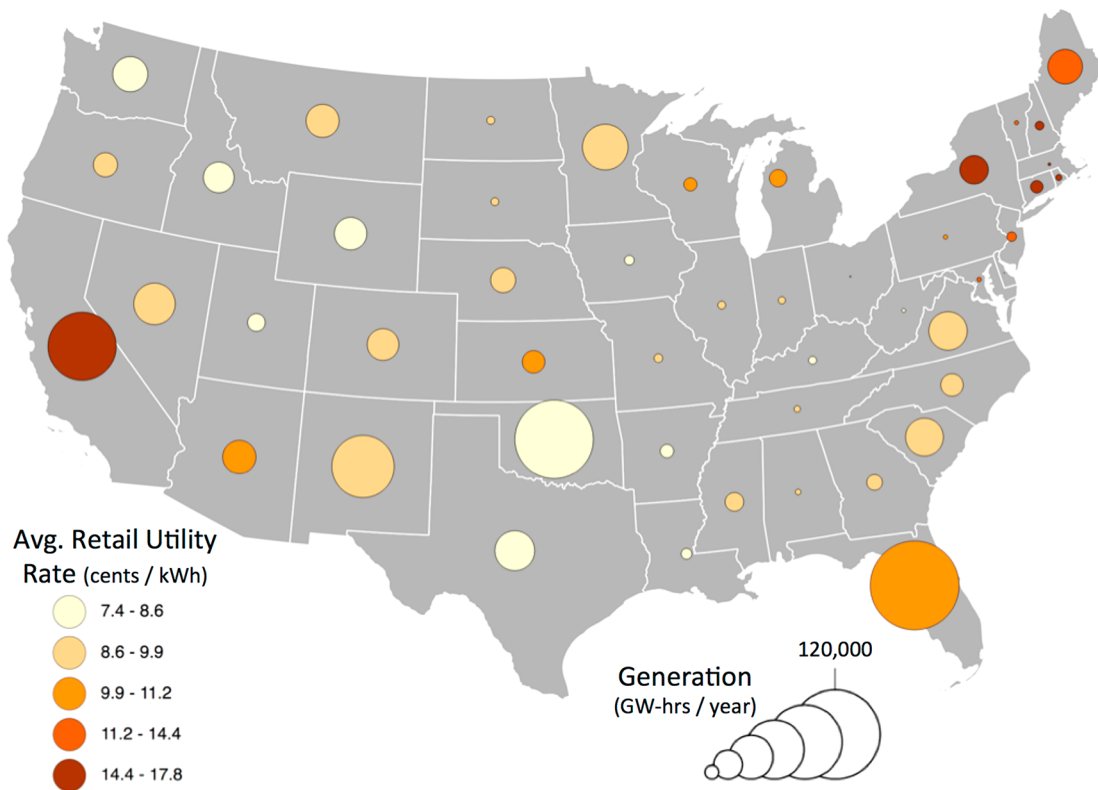 Avg. Retail Utility
Rate (cents / kWh)
7.4 - 8.6
8.6 - 9.9
9.9 - 11.2
11.2 - 14.4
14.4 - 17.8
120,000
Generation
(GW-hrs / year)